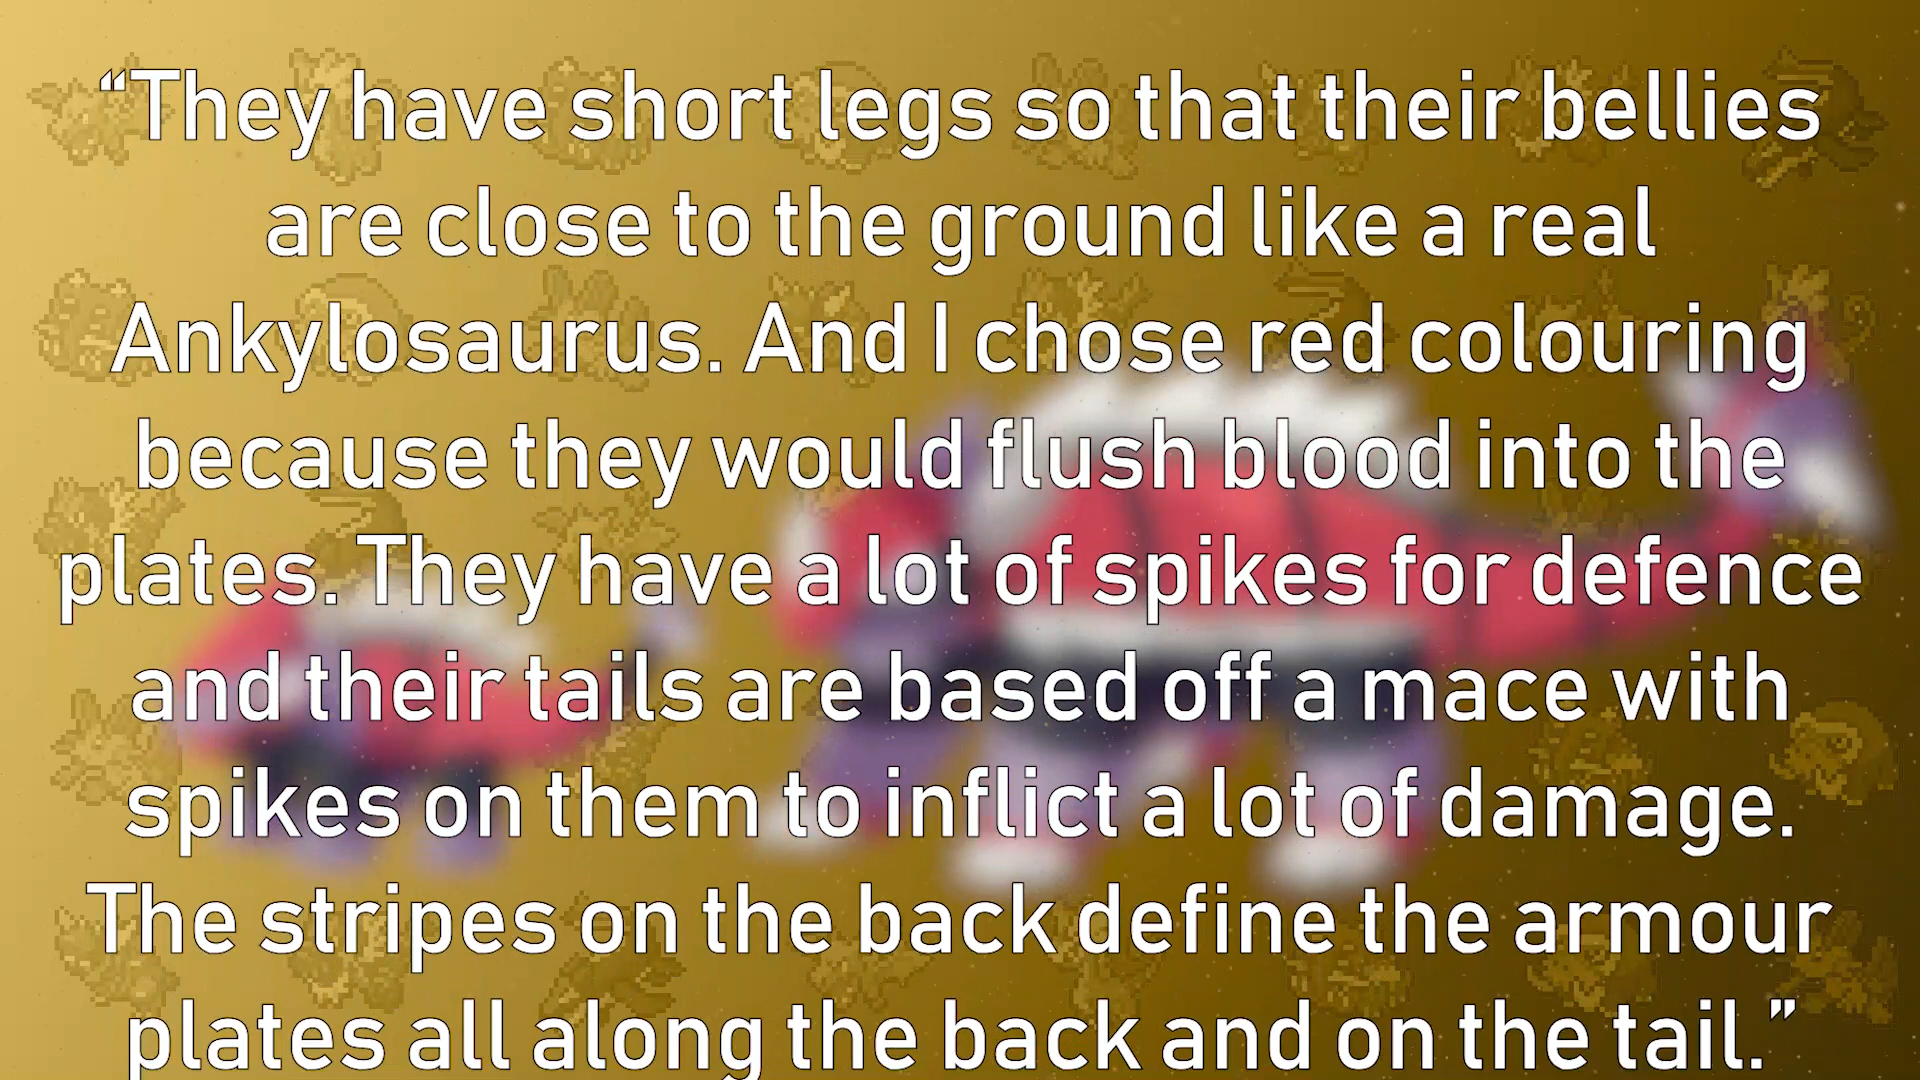 “They have short legs so that their bellies
are close to the ground like a real
Ankylosaurus. And I chose red colouring
because they would flush blood into the
plates. They have a lot of spikes for defence
and their tails are based off a mace with
spikes on them to inflict a lot of damage.
The stripes on the back define the armour
plates all along the back and on the tail.”